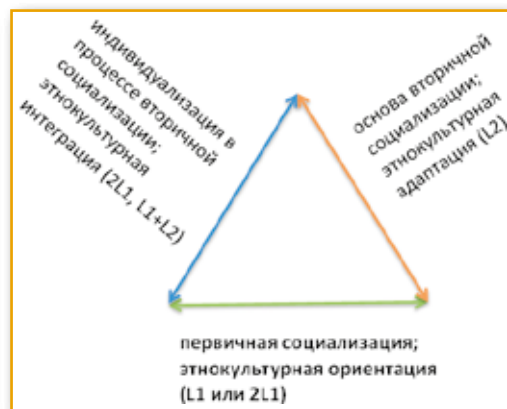 индивидуализация в
процессе вторичной
социализации;
этнокультурная
интеграция (2L1, L1+L2)
основа вторичной
социализации;
этнокультурная
адаптация (L2)
первичная социализация;
этнокультурная ориентация
(L1 или 2L1)